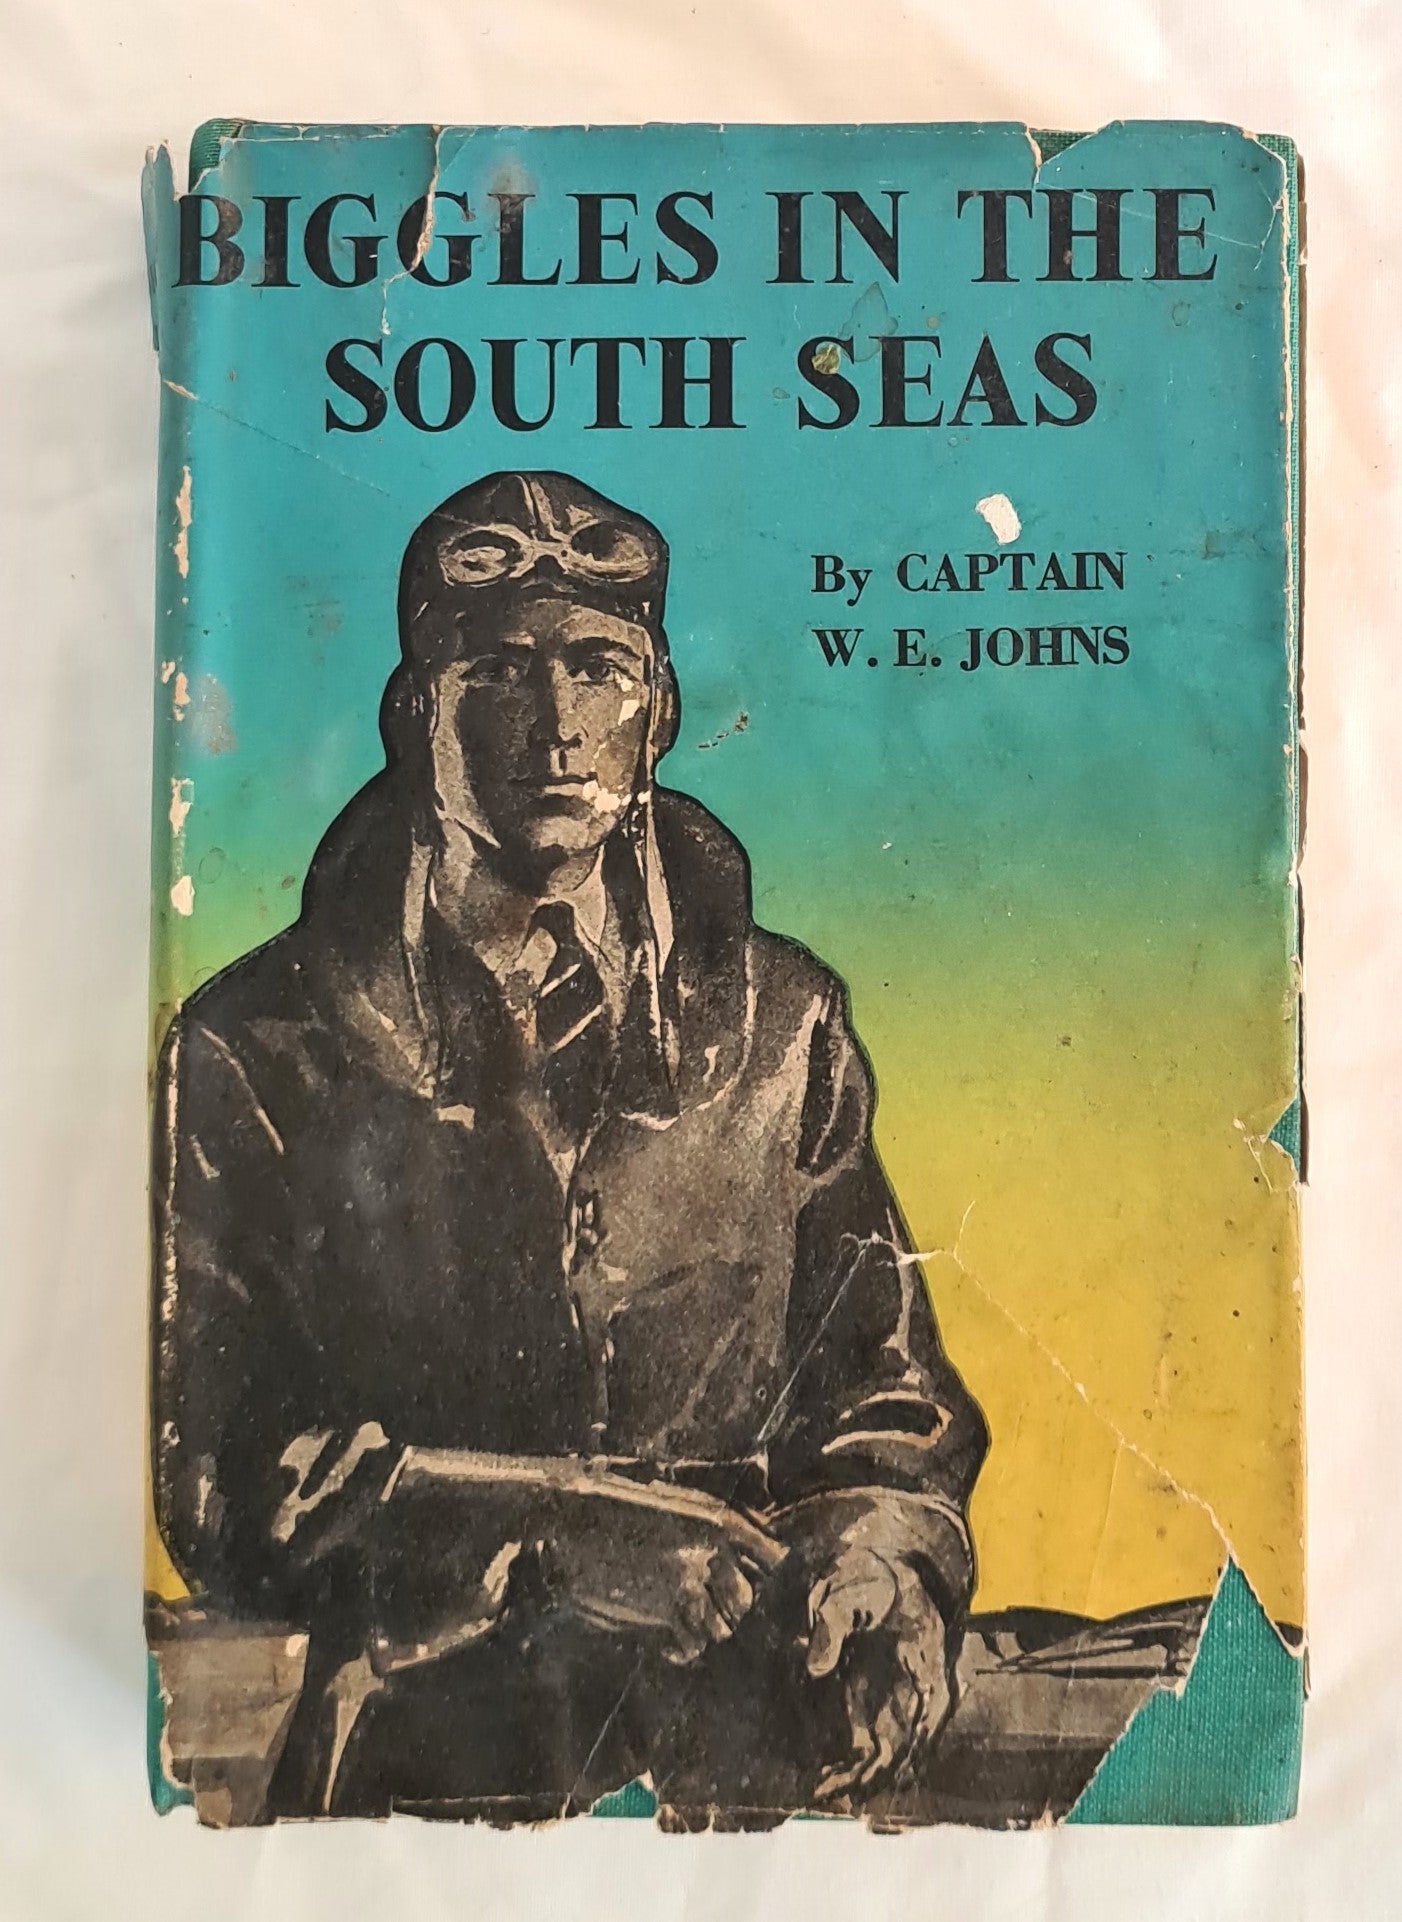 BIGGLES IN THE
SOUTH SEAS
By CAPTAIN
W. E. JOHNS